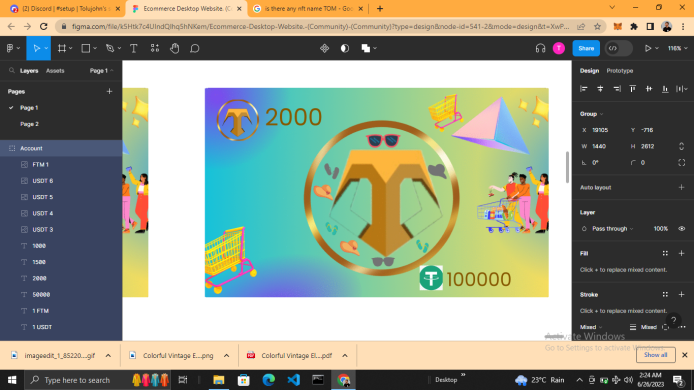 (2) Discord | #setup | Tolujofer's
Ecommerce Desktop Website. (C
is there any nft name TOM - Goo
figma.com/file/k5Htk7c4UIndQlhq5hNKem/Ecommerce-Desktop-Website.-(Community)-(Community)?type=design&node-id=541-2&mode=design&t=XwP...
T
Share
116%
Layers
Assets
Page 1
Design
Prototype
Pages
Page 1
Page 2
Account
FTM 1
USDT 6
USDT 5
USDT 4
USDT 3
1000
1500
2000
50000
1 FTM
1 USDT
2000
100000
Group
X 19105 Y -716
W 1440 H 2612
0° 0
Auto layout
Layer
Pass through 100%
Fill
Click + to replace mixed content.
Stroke
Click + to replace mixed content.
Mixed Mixed
Activate Windows
Go to Settings to activate Windows.
imageedit_1_85220....gif
Colorful Vintage E....png
Colorful Vintage El....pdf
Show all
Type here to search
Desktop
23°C Rain
2:24 AM
6/26/2023